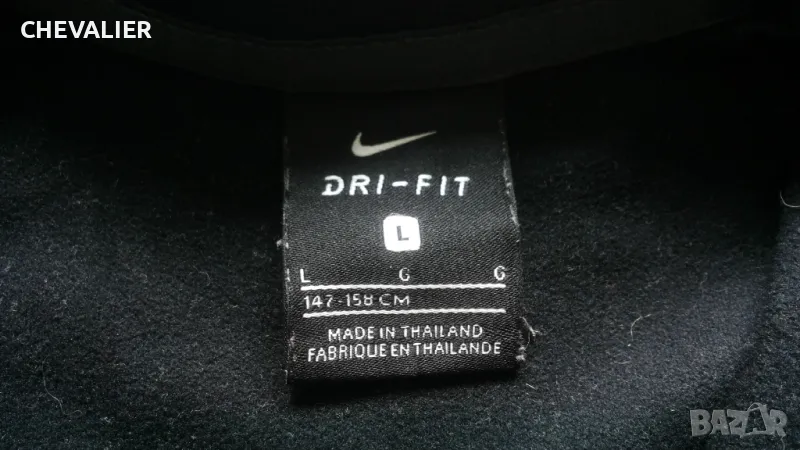 CHEVALIER
DRI-FIT
L
L G G
147-158 CM
MADE IN THAILAND
FABRIQUE EN THAILANDE
BAZAR